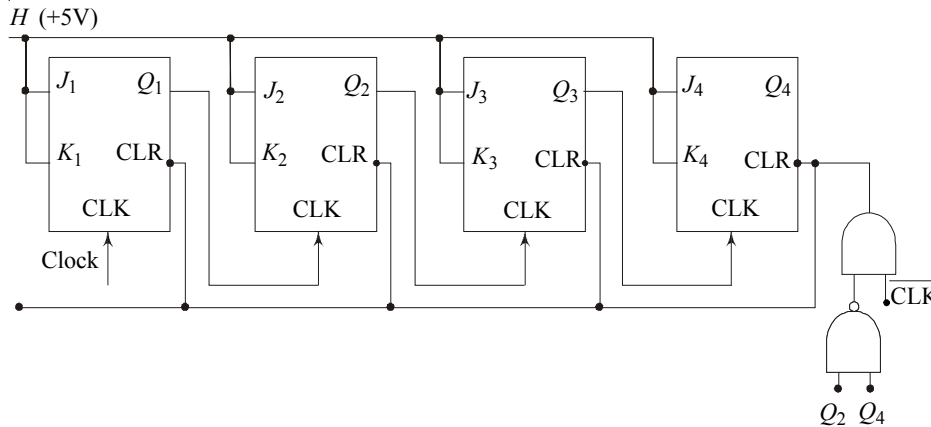 H (+5V)
J1 Q1 J2 Q2 J3 Q3 J4 Q4
K1 CLR K2 CLR K3 CLR K4 CLR
CLK CLK CLK CLK
Clock
C̅L̅K̅
Q2 Q4